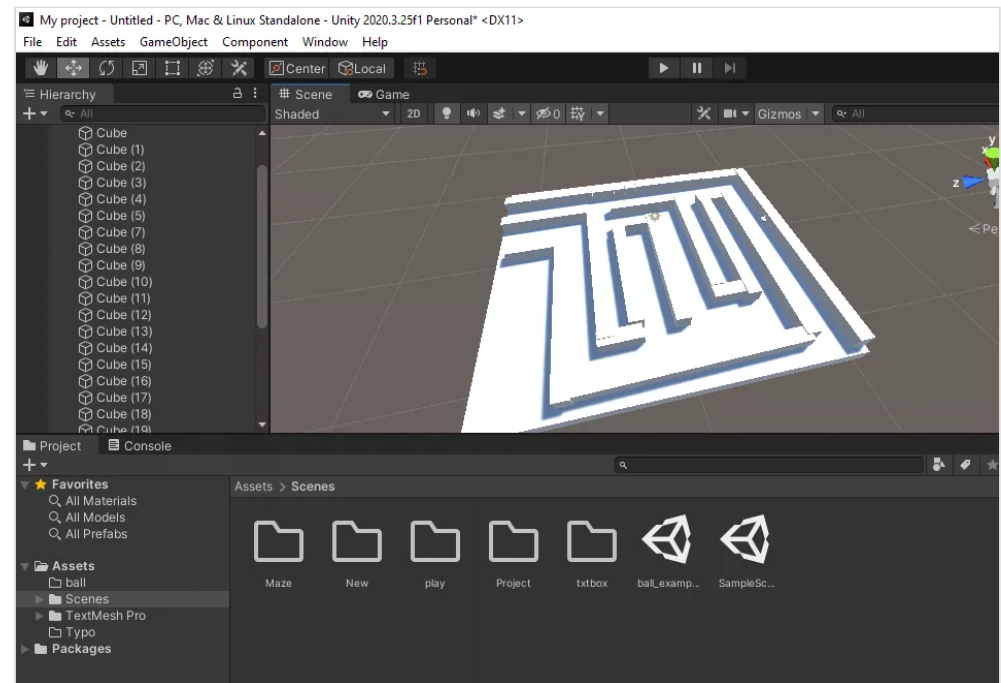 My project - Untitled - PC, Mac & Linux Standalone - Unity 2020.3.25f1 Personal* <DX11>
File Edit Assets GameObject Component Window Help
Center Local
Hierarchy
All
# Scene Game
Shaded 2D 0 Gizmos All
Cube
Cube (1)
Cube (2)
Cube (3)
Cube (4)
Cube (5)
Cube (7)
Cube (8)
Cube (9)
Cube (10)
Cube (11)
Cube (12)
Cube (13)
Cube (14)
Cube (15)
Cube (16)
Cube (17)
Cube (18)
Cube (19)
y
x
z
Pe
Project Console
Favorites
All Materials
All Models
All Prefabs
Assets
ball
Scenes
TextMesh Pro
Typo
Packages
Assets > Scenes
Maze New play Project txtbox ball_examp... SampleSc...